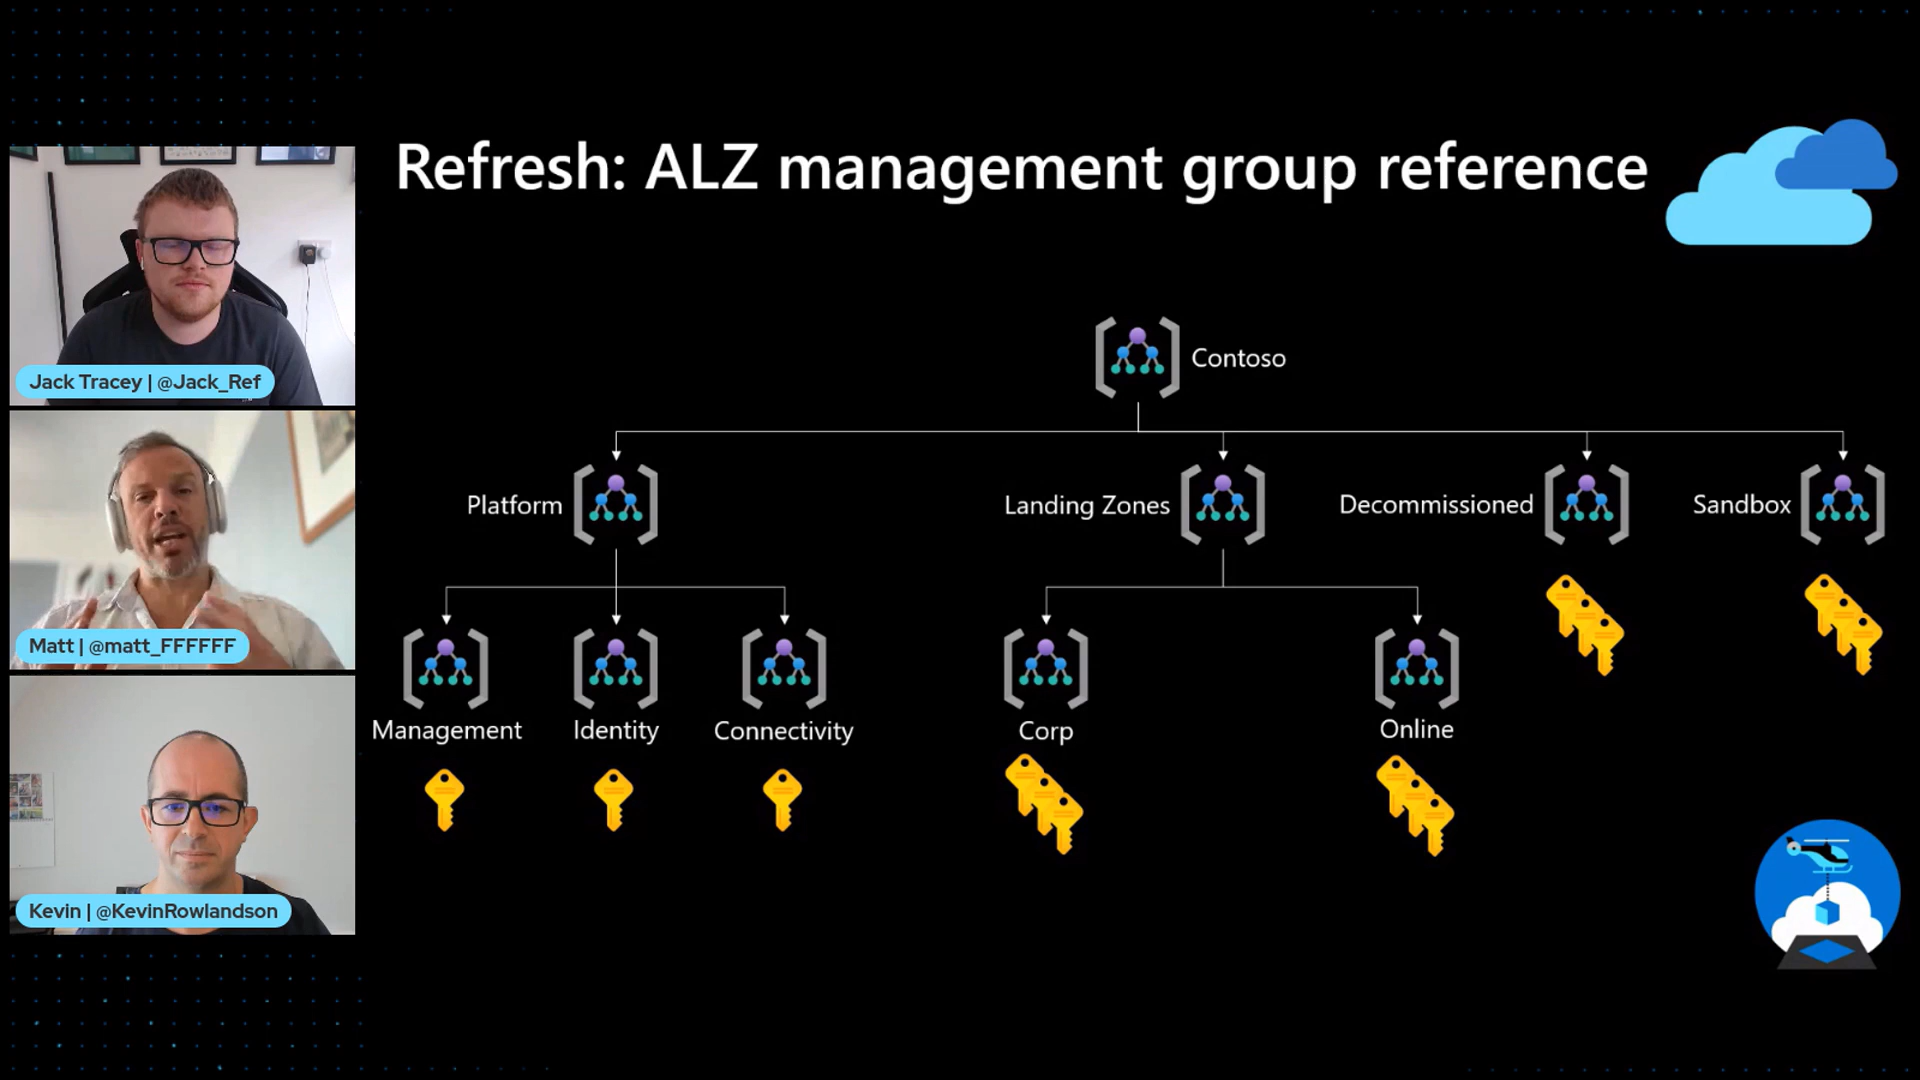 Refresh: ALZ management group reference
Jack Tracey | @Jack_Ref
Matt | @matt_FFFFFF
Kevin | @KevinRowlandson
Contoso
Platform
Landing Zones
Decommissioned
Sandbox
Management
Identity
Connectivity
Corp
Online